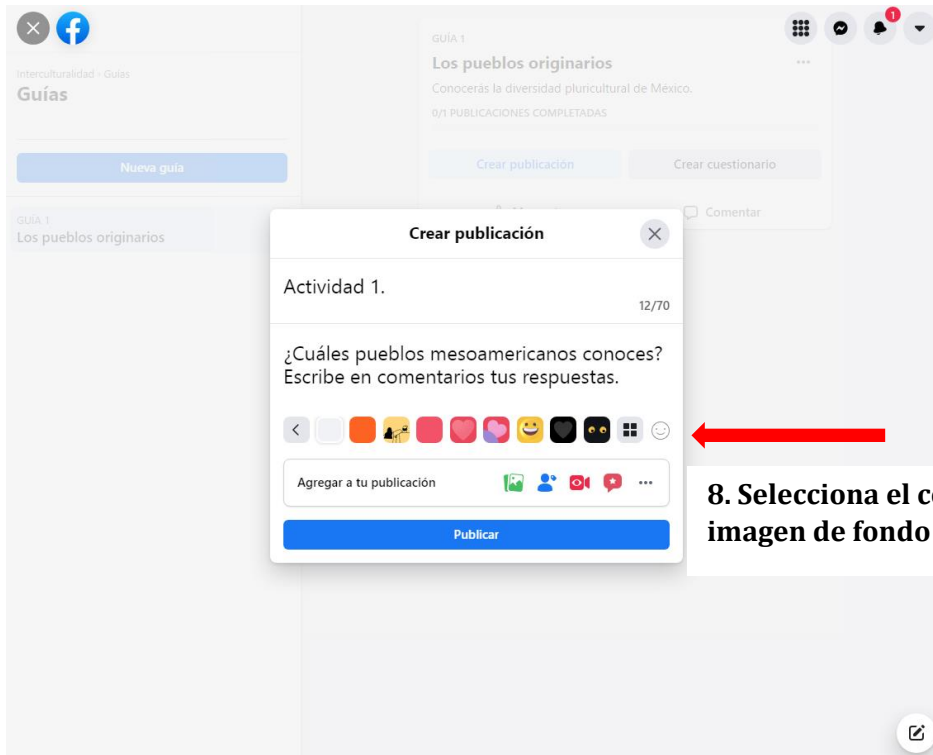 1
GUÍA 1
Los pueblos originarios
Conocerás la diversidad pluricultural de México.
0/1 PUBLICACIONES COMPLETADAS
Crear publicación
Crear cuestionario
Comentar
Interculturalidad › Guías
Guías
Nueva guía
GUÍA 1
Los pueblos originarios
Crear publicación
Actividad 1.
12/70
¿Cuáles pueblos mesoamericanos conoces?
Escribe en comentarios tus respuestas.
Agregar a tu publicación
Publicar
8. Selecciona el
imagen de fondo